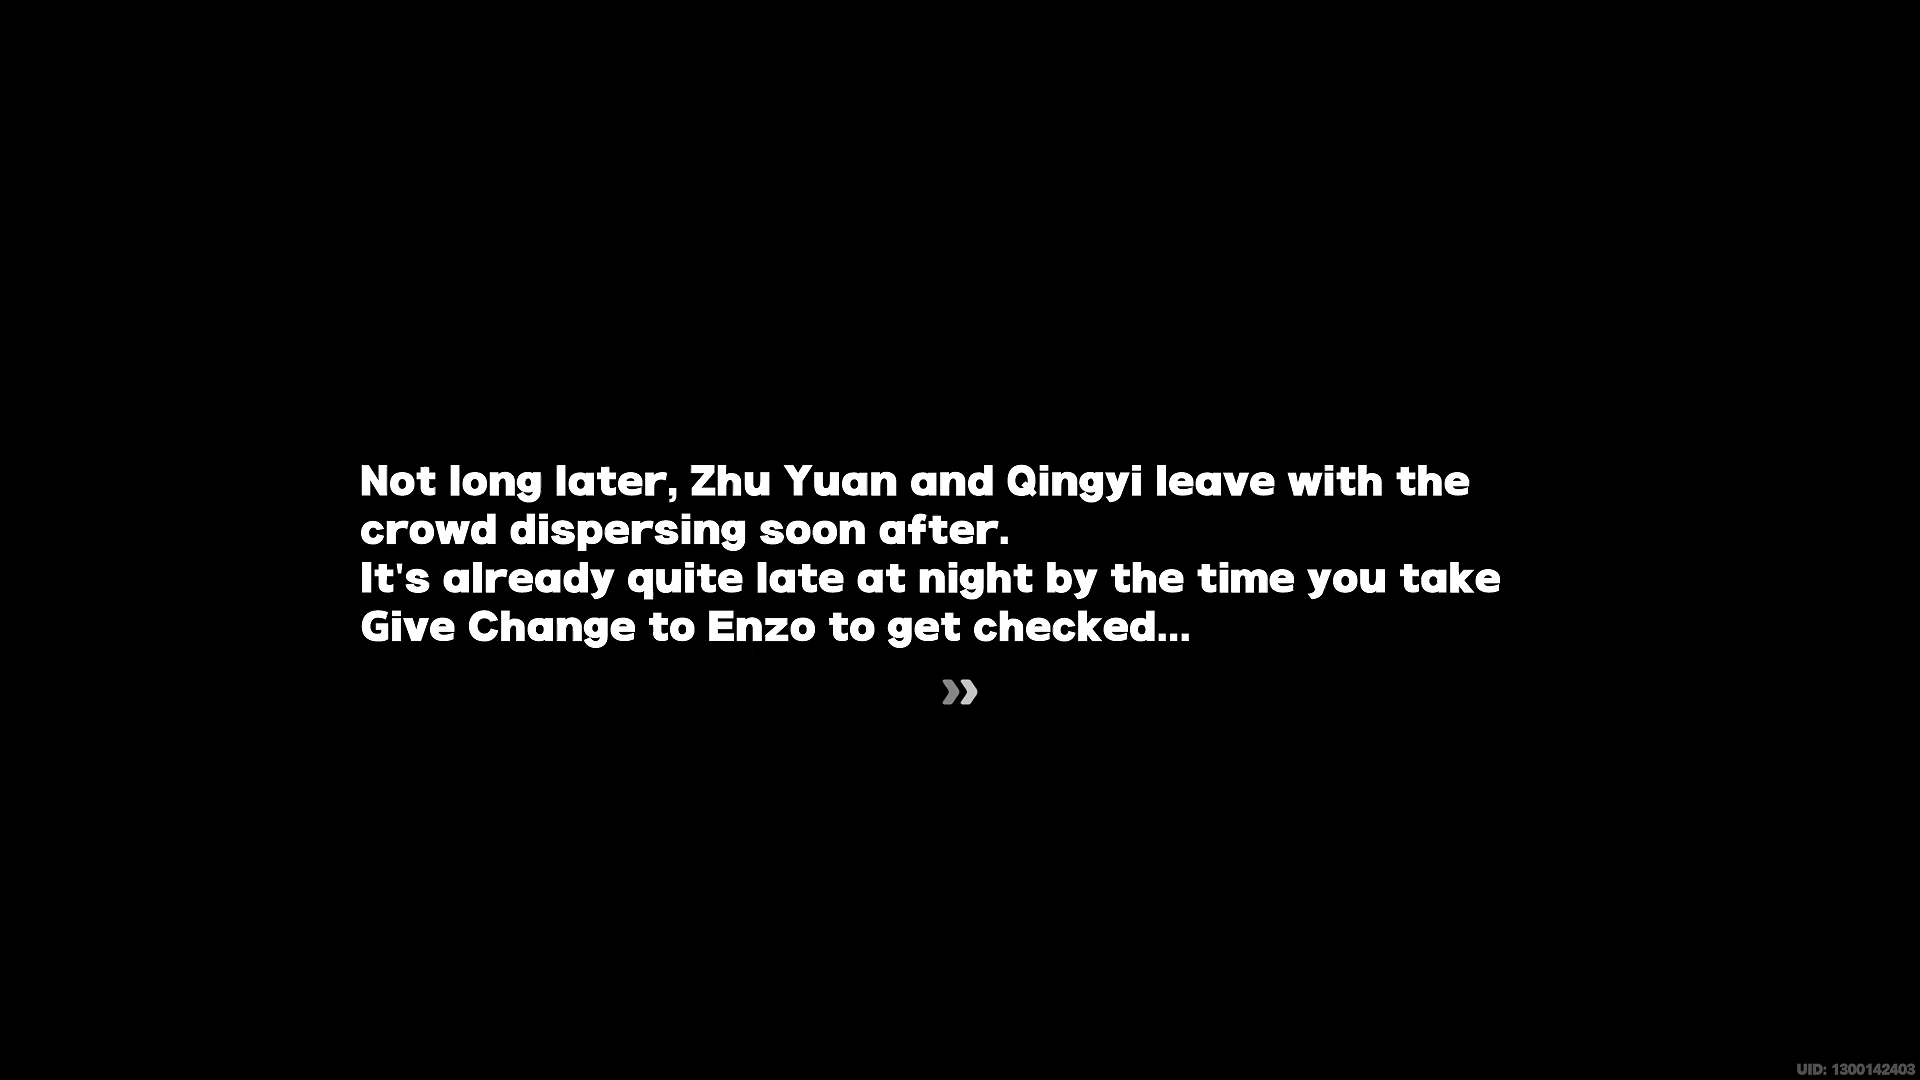 Not long later, Zhu Yuan and Qingyi leave with the
crowd dispersing soon after.
It's already quite late at night by the time you take
Give Change to Enzo to get checked...
UID: 1300142403